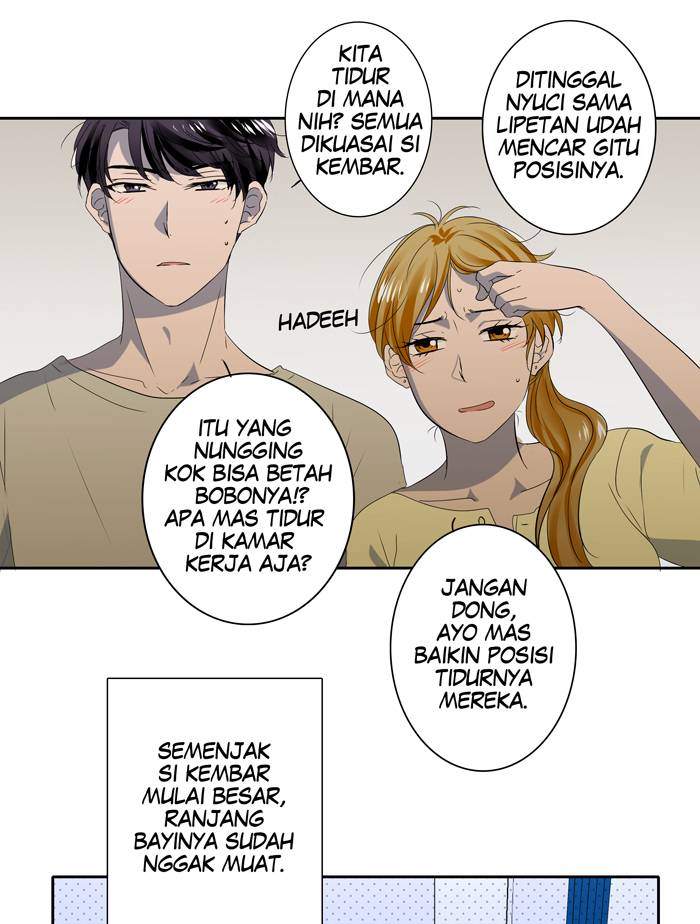 KITA
TIDUR
DI MANA
NIH? SEMUA
DIKUASAI SI
KEMBAR.
DITINGGAL
NYUCI SAMA
LIPETAN UDAH
MENCAR GITU
POSISINYA.
HADEEH
ITU YANG
NUNGGING
KOK BISA BETAH
BOBONYA!?
APA MAS TIDUR
DI KAMAR
KERJA AJA?
JANGAN
DONG,
AYO MAS
BAIKIN POSISI
TIDURNYA
MEREKA.
SEMENJAK
SI KEMBAR
MULAI BESAR,
RANJANG
BAYINYA SUDAH
NGGAK MUAT.